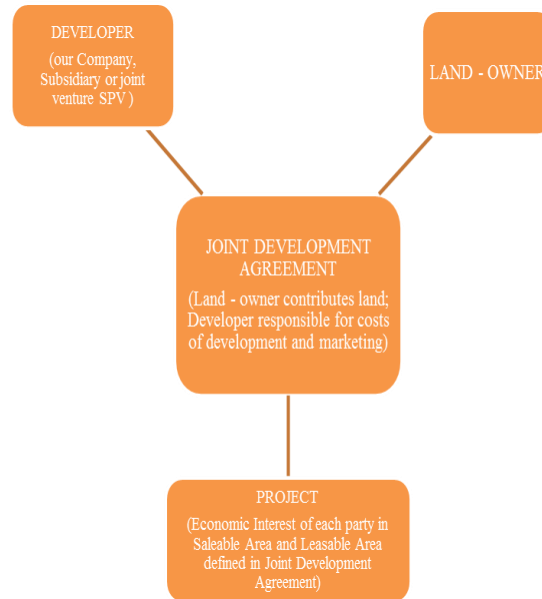 DEVELOPER
(our Company,
Subsidiary or joint
venture SPV )
LAND - OWNER
JOINT DEVELOPMENT
AGREEMENT
(Land - owner contributes land;
Developer responsible for costs
of development and marketing)
PROJECT
(Economic Interest of each party in
Saleable Area and Leasable Area
defined in Joint Development
Agreement)